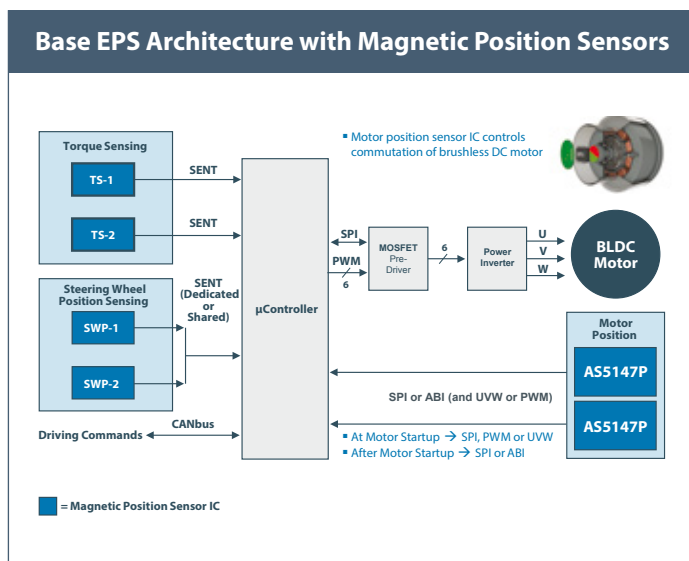 Base EPS Architecture with Magnetic Position Sensors
Torque Sensing
TS-1
TS-2
SENT
SENT
Steering Wheel
Position Sensing
SWP-1
SWP-2
SENT
(Dedicated
or
Shared)
Driving Commands
CANbus
µController
▪ Motor position sensor IC controls
commutation of brushless DC motor
SPI
PWM
6
MOSFET
Pre-
Driver
6
Power
Inverter
U
V
W
BLDC
Motor
Motor
Position
AS5147P
AS5147P
SPI or ABI (and UVW or PWM)
▪ At Motor Startup → SPI, PWM or UVW
▪ After Motor Startup → SPI or ABI
= Magnetic Position Sensor IC